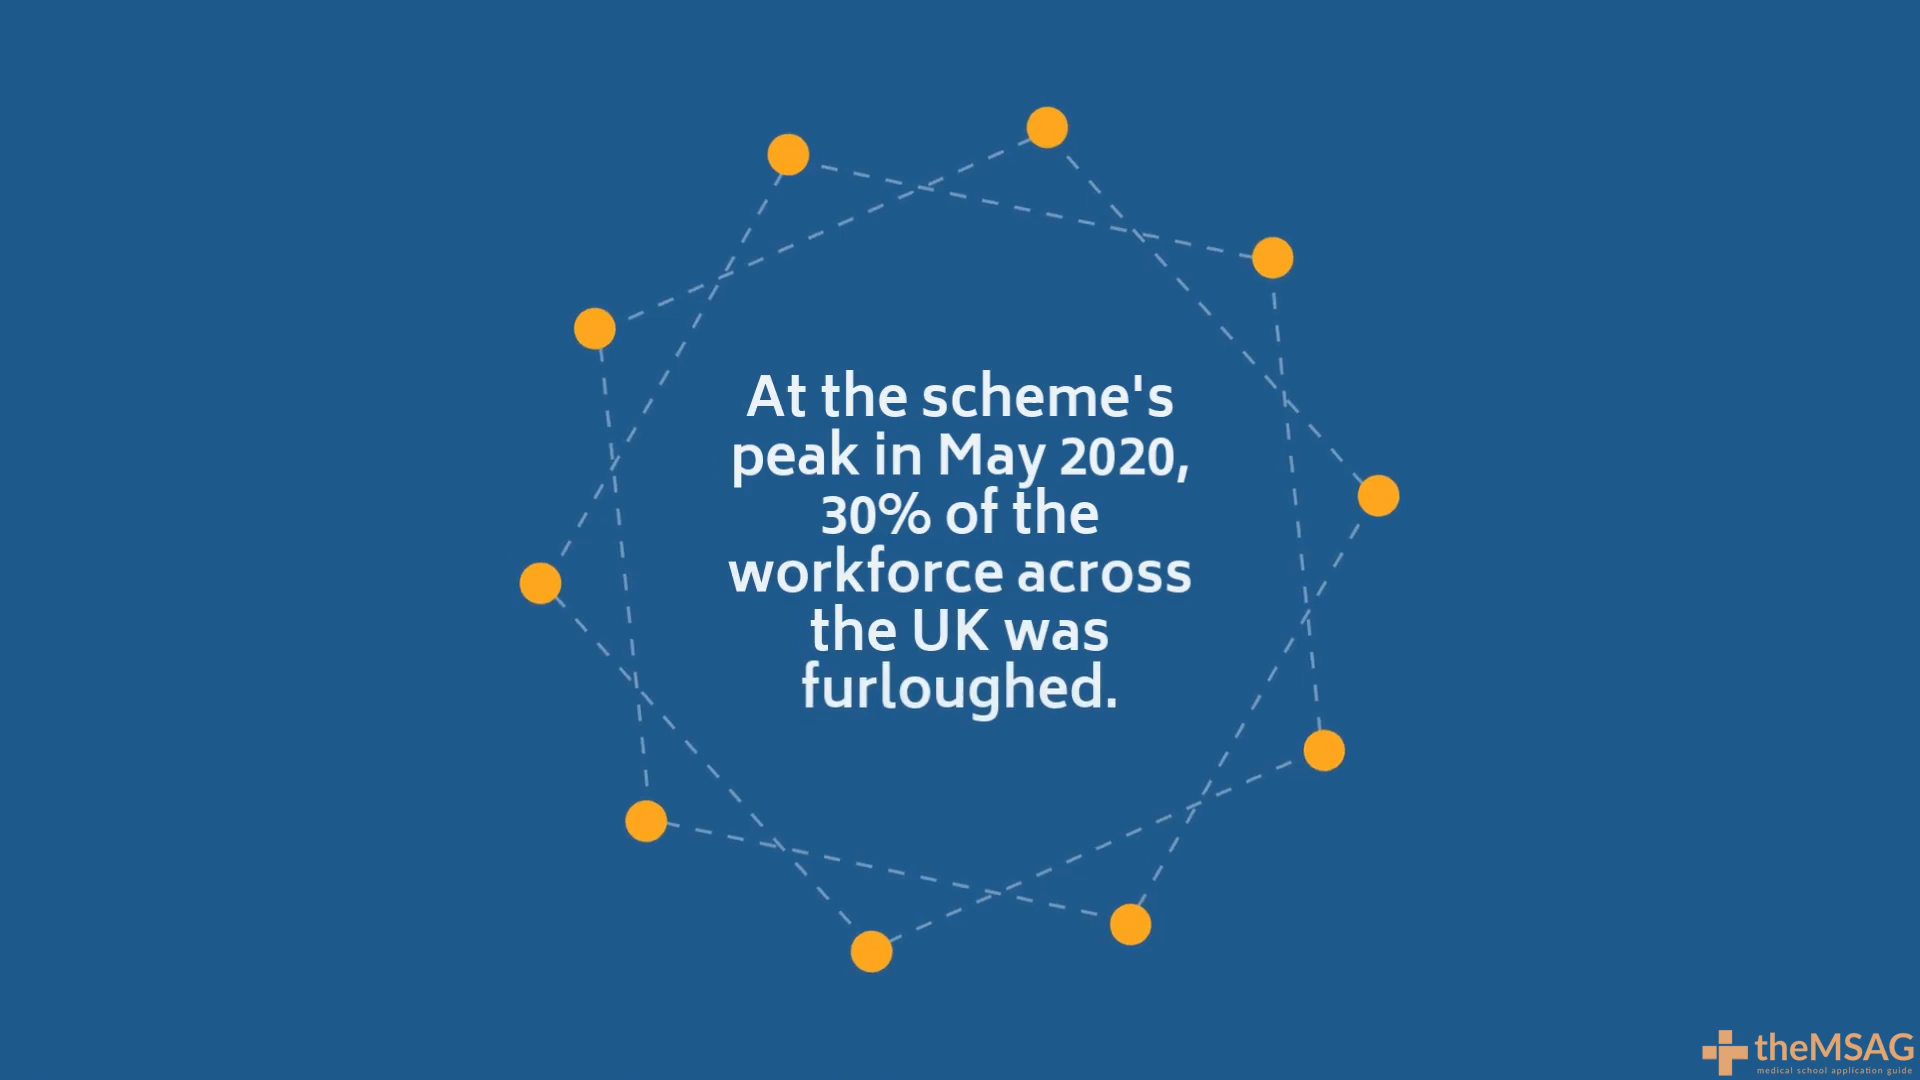 At the scheme's
peak in May 2020,
30% of the
workforce across
the UK was
furloughed.
theMSAG
medical school application guide